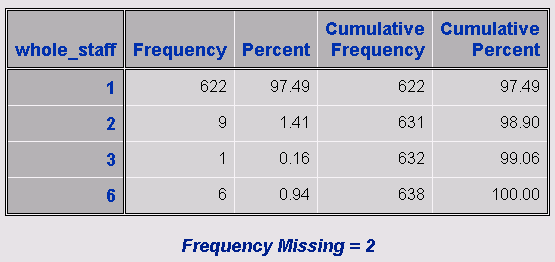 whole_staff Frequency Percent Cumulative Frequency Cumulative Percent
1 622 97.49 622 97.49
2 9 1.41 631 98.90
3 1 0.16 632 99.06
6 6 0.94 638 100.00
Frequency Missing = 2